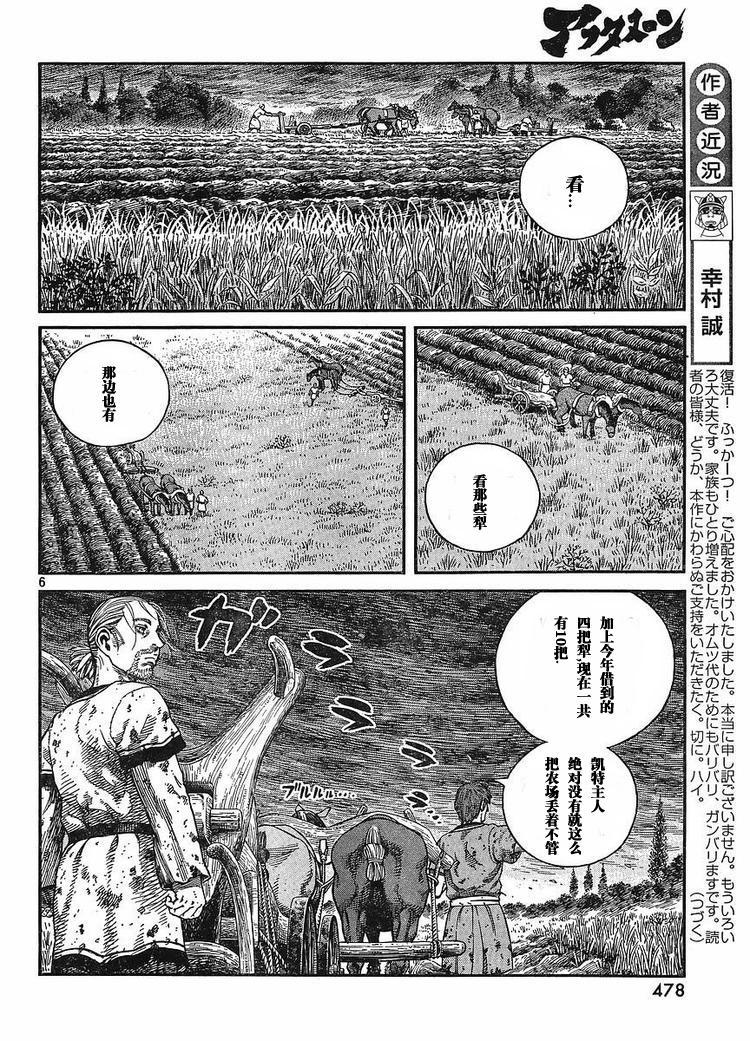 アフタヌーン
作者近況
幸村誠
復活! ふっかーつ! ご心配をおかけいたしました。本当に申し訳ございません。もういろい
ろ大丈夫です。家族もひとり増えました。オムツ代のためにもバリバリ ガンバリますです。読
者の皆様、どうか、本作にかわらぬご支持をいただきたく。切に。ハイ。
(つづく)
看…
看那些犁
那边也有
6
加上今年借到的
四把犁.现在一共
有10把.
凯特主人
绝对没有就这么
把农场丢着不管
ガラ
ガラ
ブルルル…
478